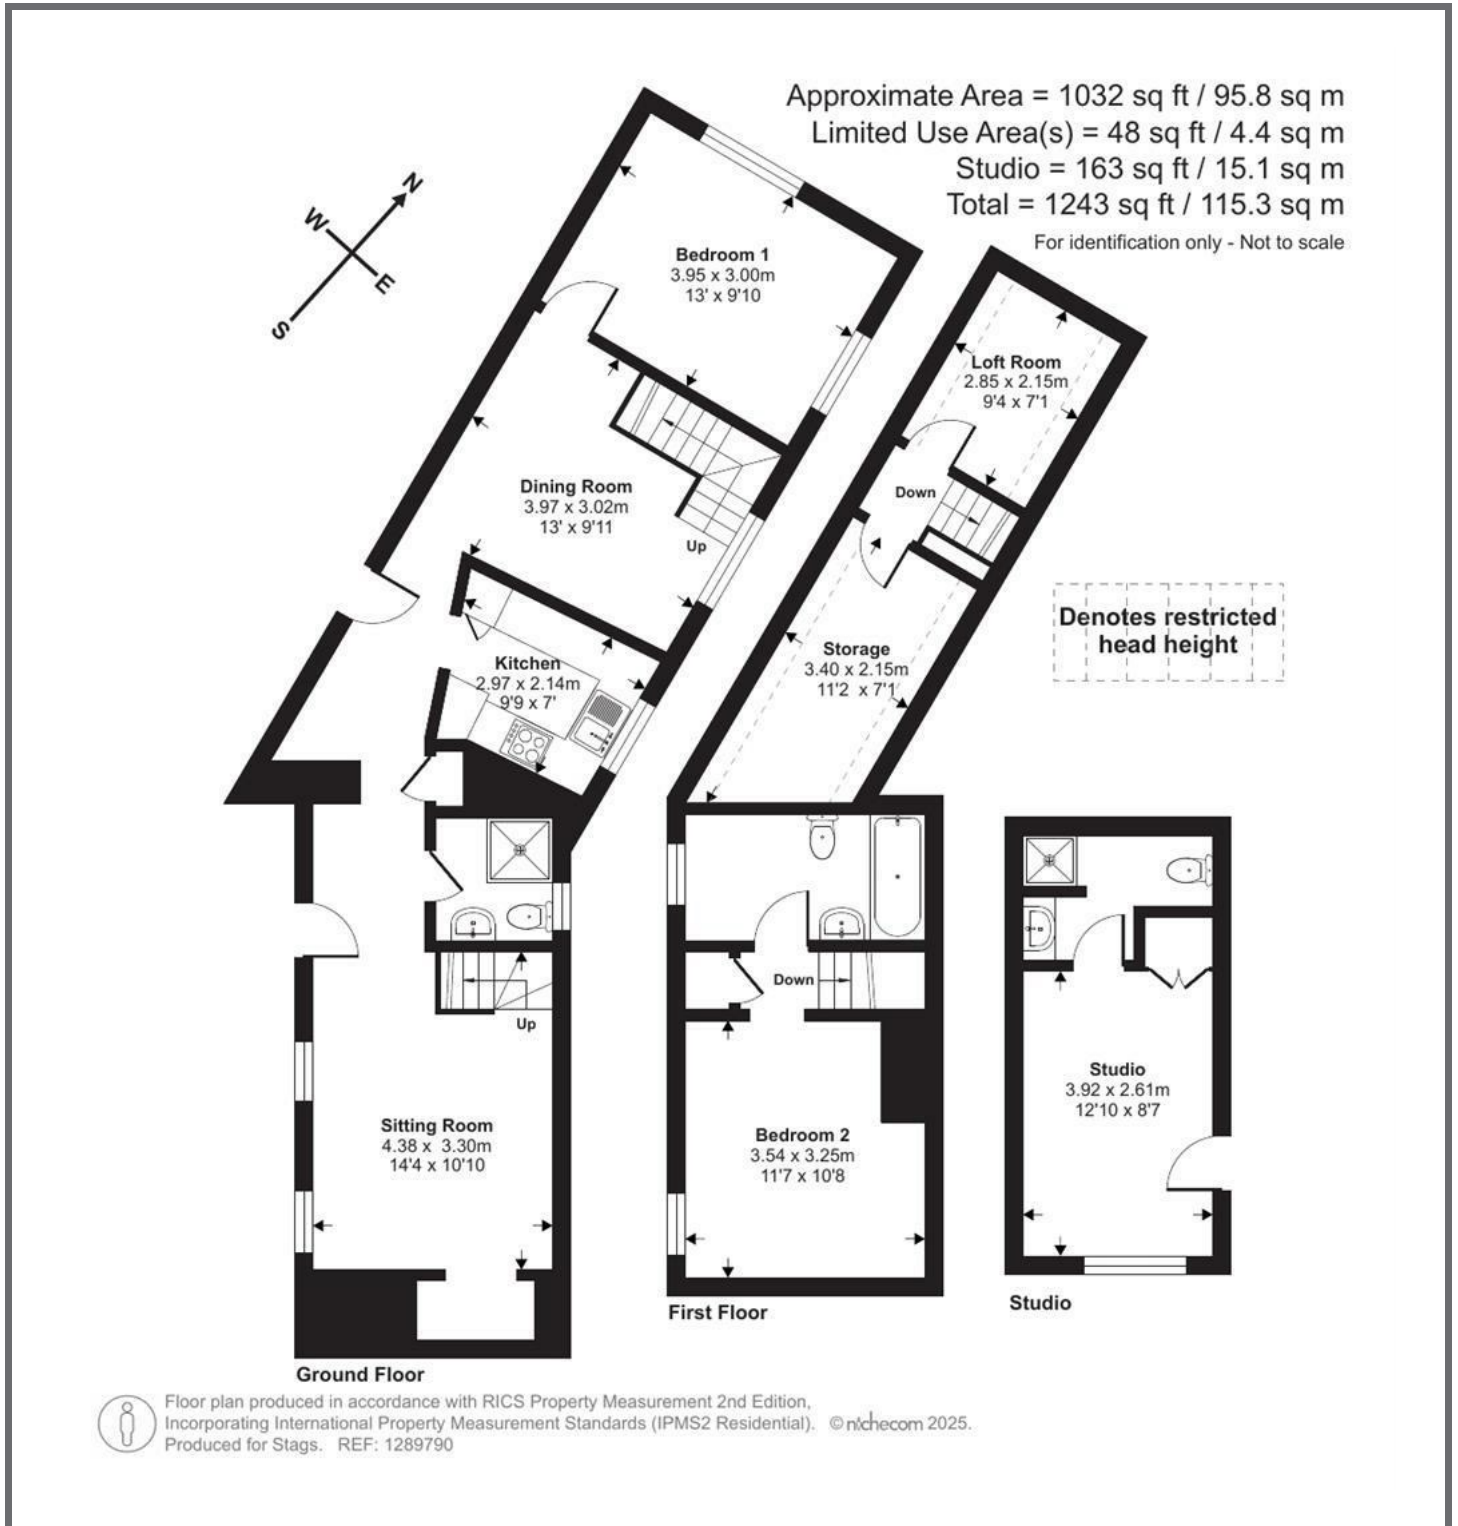 Approximate Area = 1032 sq ft / 95.8 sq m
Limited Use Area(s) = 48 sq ft / 4.4 sq m
Studio = 163 sq ft / 15.1 sq m
Total = 1243 sq ft / 115.3 sq m
For identification only - Not to scale
N
W
E
S
Bedroom 1
3.95 x 3.00m
13' x 9'10
Dining Room
3.97 x 3.02m
13' x 9'11
Up
Kitchen
2.97 x 2.14m
9'9 x 7'
Up
Sitting Room
4.38 x 3.30m
14'4 x 10'10
Ground Floor
Loft Room
2.85 x 2.15m
9'4 x 7'1
Down
Storage
3.40 x 2.15m
11'2 x 7'1
Down
Bedroom 2
3.54 x 3.25m
11'7 x 10'8
First Floor
Denotes restricted
head height
Studio
3.92 x 2.61m
12'10 x 8'7
Studio
Floor plan produced in accordance with RICS Property Measurement 2nd Edition,
Incorporating International Property Measurement Standards (IPMS2 Residential). © nichecom 2025.
Produced for Stags. REF: 1289790